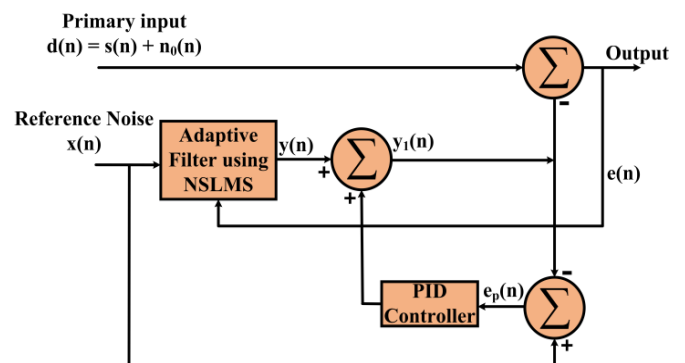 Primary input
d(n) = s(n) + n₀(n)
Output
∑
-
Reference Noise
x(n)
Adaptive
Filter using
NSLMS
y(n)
+
∑
+
y₁(n)
e(n)
PID
Controller
eₚ(n)
-
∑
+